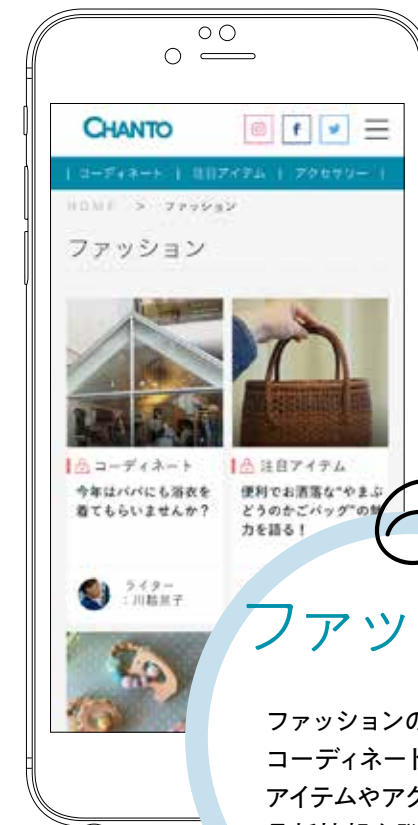 CHANTO
| コーディネート | 注目アイテム | アクセサリー |
HOME > ファッション
ファッション
コーディネート
今年はパパにも浴衣を
着てもらいませんか？
注目アイテム
便利でお洒落な"やまぶ
どうのかごバッグ"の魅
力を語る！
ライター
ファッ
ファッションの
コーディネート
アイテムやアク